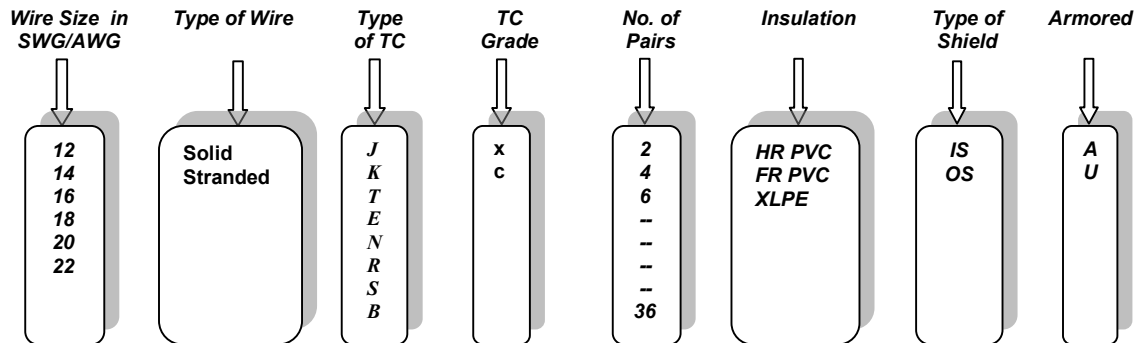 Wire Size in
SWG/AWG
Type of Wire
Type
of TC
TC
Grade
No. of
Pairs
Insulation
Type of
Shield
Armored
12
14
16
18
20
22
Solid
Stranded
J
K
T
E
N
R
S
B
x
c
2
4
6
--
--
--
--
36
HR PVC
FR PVC
XLPE
IS
OS
A
U